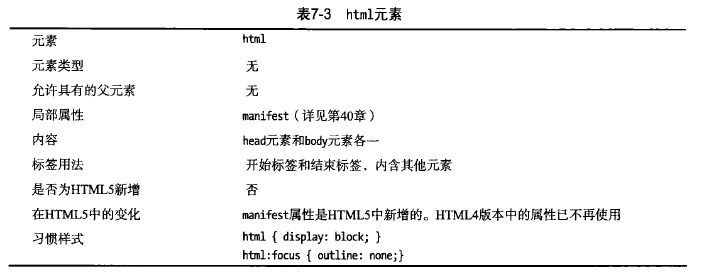 表7-3 html元素
元素 html
元素类型 无
允许具有的父元素 无
局部属性 manifest（详见第40章）
内容 head元素和body元素各一
标签用法 开始标签和结束标签，内含其他元素
是否为HTML5新增 否
在HTML5中的变化 manifest属性是HTML5中新增的。HTML4版本中的属性已不再使用
习惯样式 html { display: block; }
html:focus { outline: none;}